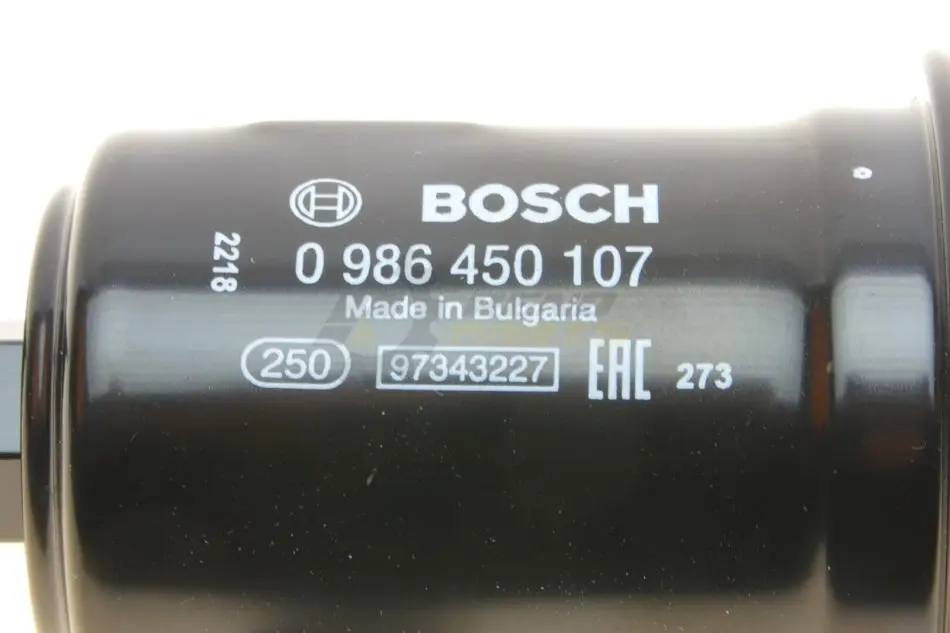 BOSCH
2218
0 986 450 107
Made in Bulgaria
250 97343227 EAC 273